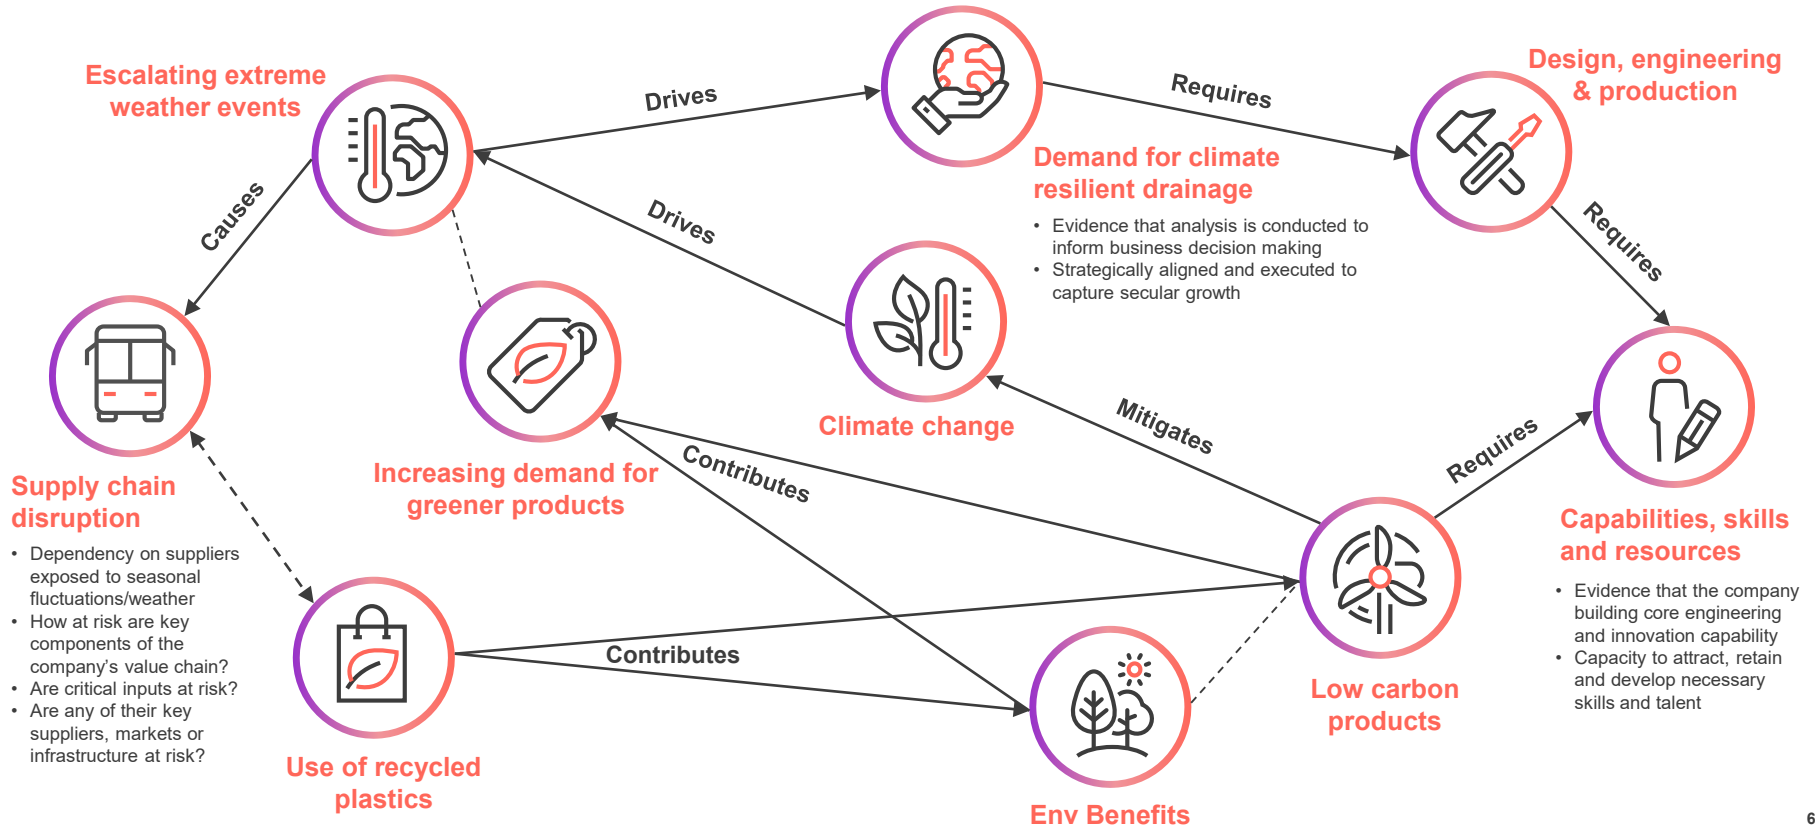 Escalating extreme
weather events
Drives
Requires
Design, engineering
& production
Causes
Drives
Demand for climate
resilient drainage
• Evidence that analysis is conducted to
inform business decision making
• Strategically aligned and executed to
capture secular growth
Requires
Climate change
Mitigates
Requires
Increasing demand for
greener products
Contributes
Supply chain
disruption
• Dependency on suppliers
exposed to seasonal
fluctuations/weather
• How at risk are key
components of the
company’s value chain?
• Are critical inputs at risk?
• Are any of their key
suppliers, markets or
infrastructure at risk?
Capabilities, skills
and resources
• Evidence that the company
building core engineering
and innovation capability
• Capacity to attract, retain
and develop necessary
skills and talent
Contributes
Low carbon
products
Use of recycled
plastics
Env Benefits
6